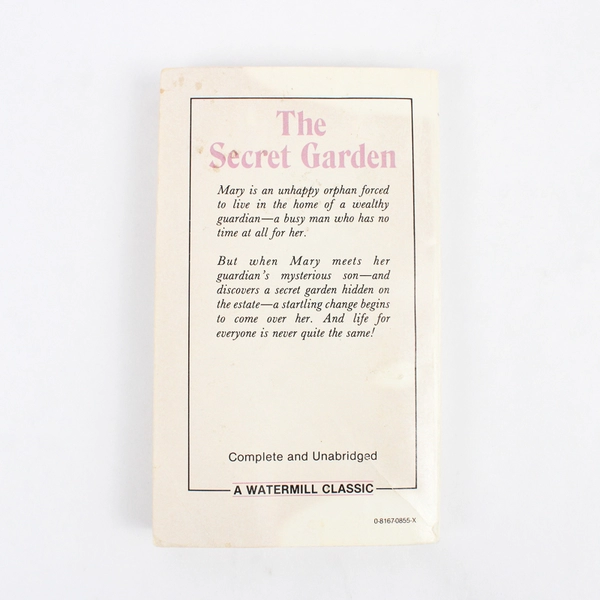 The
Secret Garden
Mary is an unhappy orphan forced
to live in the home of a wealthy
guardian—a busy man who has no
time at all for her.
But when Mary meets her
guardian's mysterious son—and
discovers a secret garden hidden on
the estate—a startling change begins
to come over her. And life for
everyone is never quite the same!
Complete and Unabridged
A WATERMILL CLASSIC
0-8167-0855-X